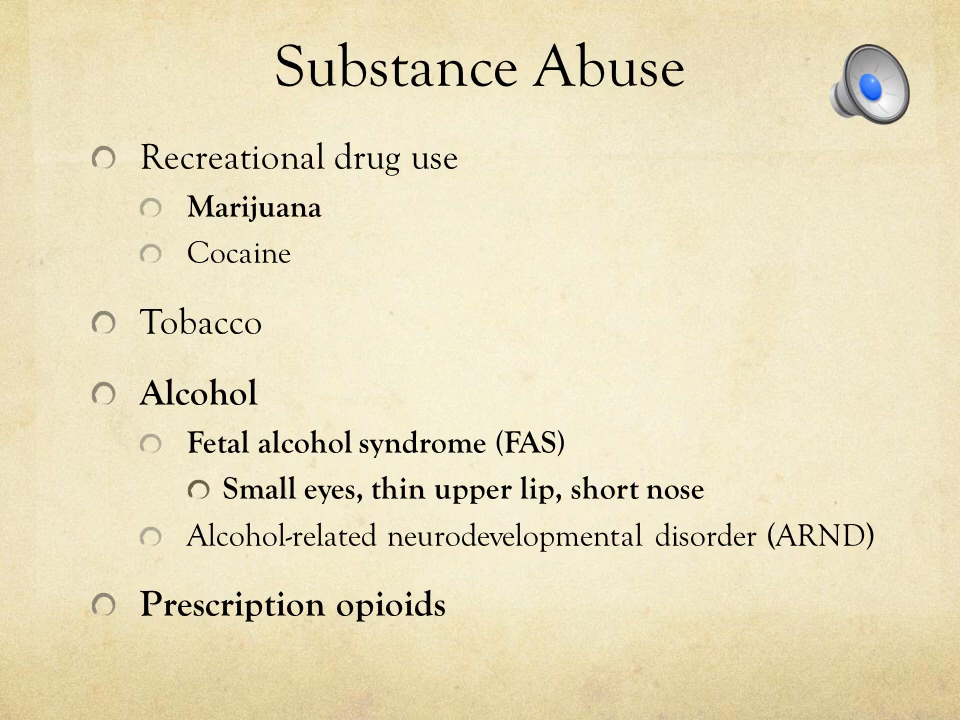 Substance Abuse
Recreational drug use
Marijuana
Cocaine
Tobacco
Alcohol
Fetal alcohol syndrome (FAS)
Small eyes, thin upper lip, short nose
Alcohol-related neurodevelopmental disorder (ARND)
Prescription opioids